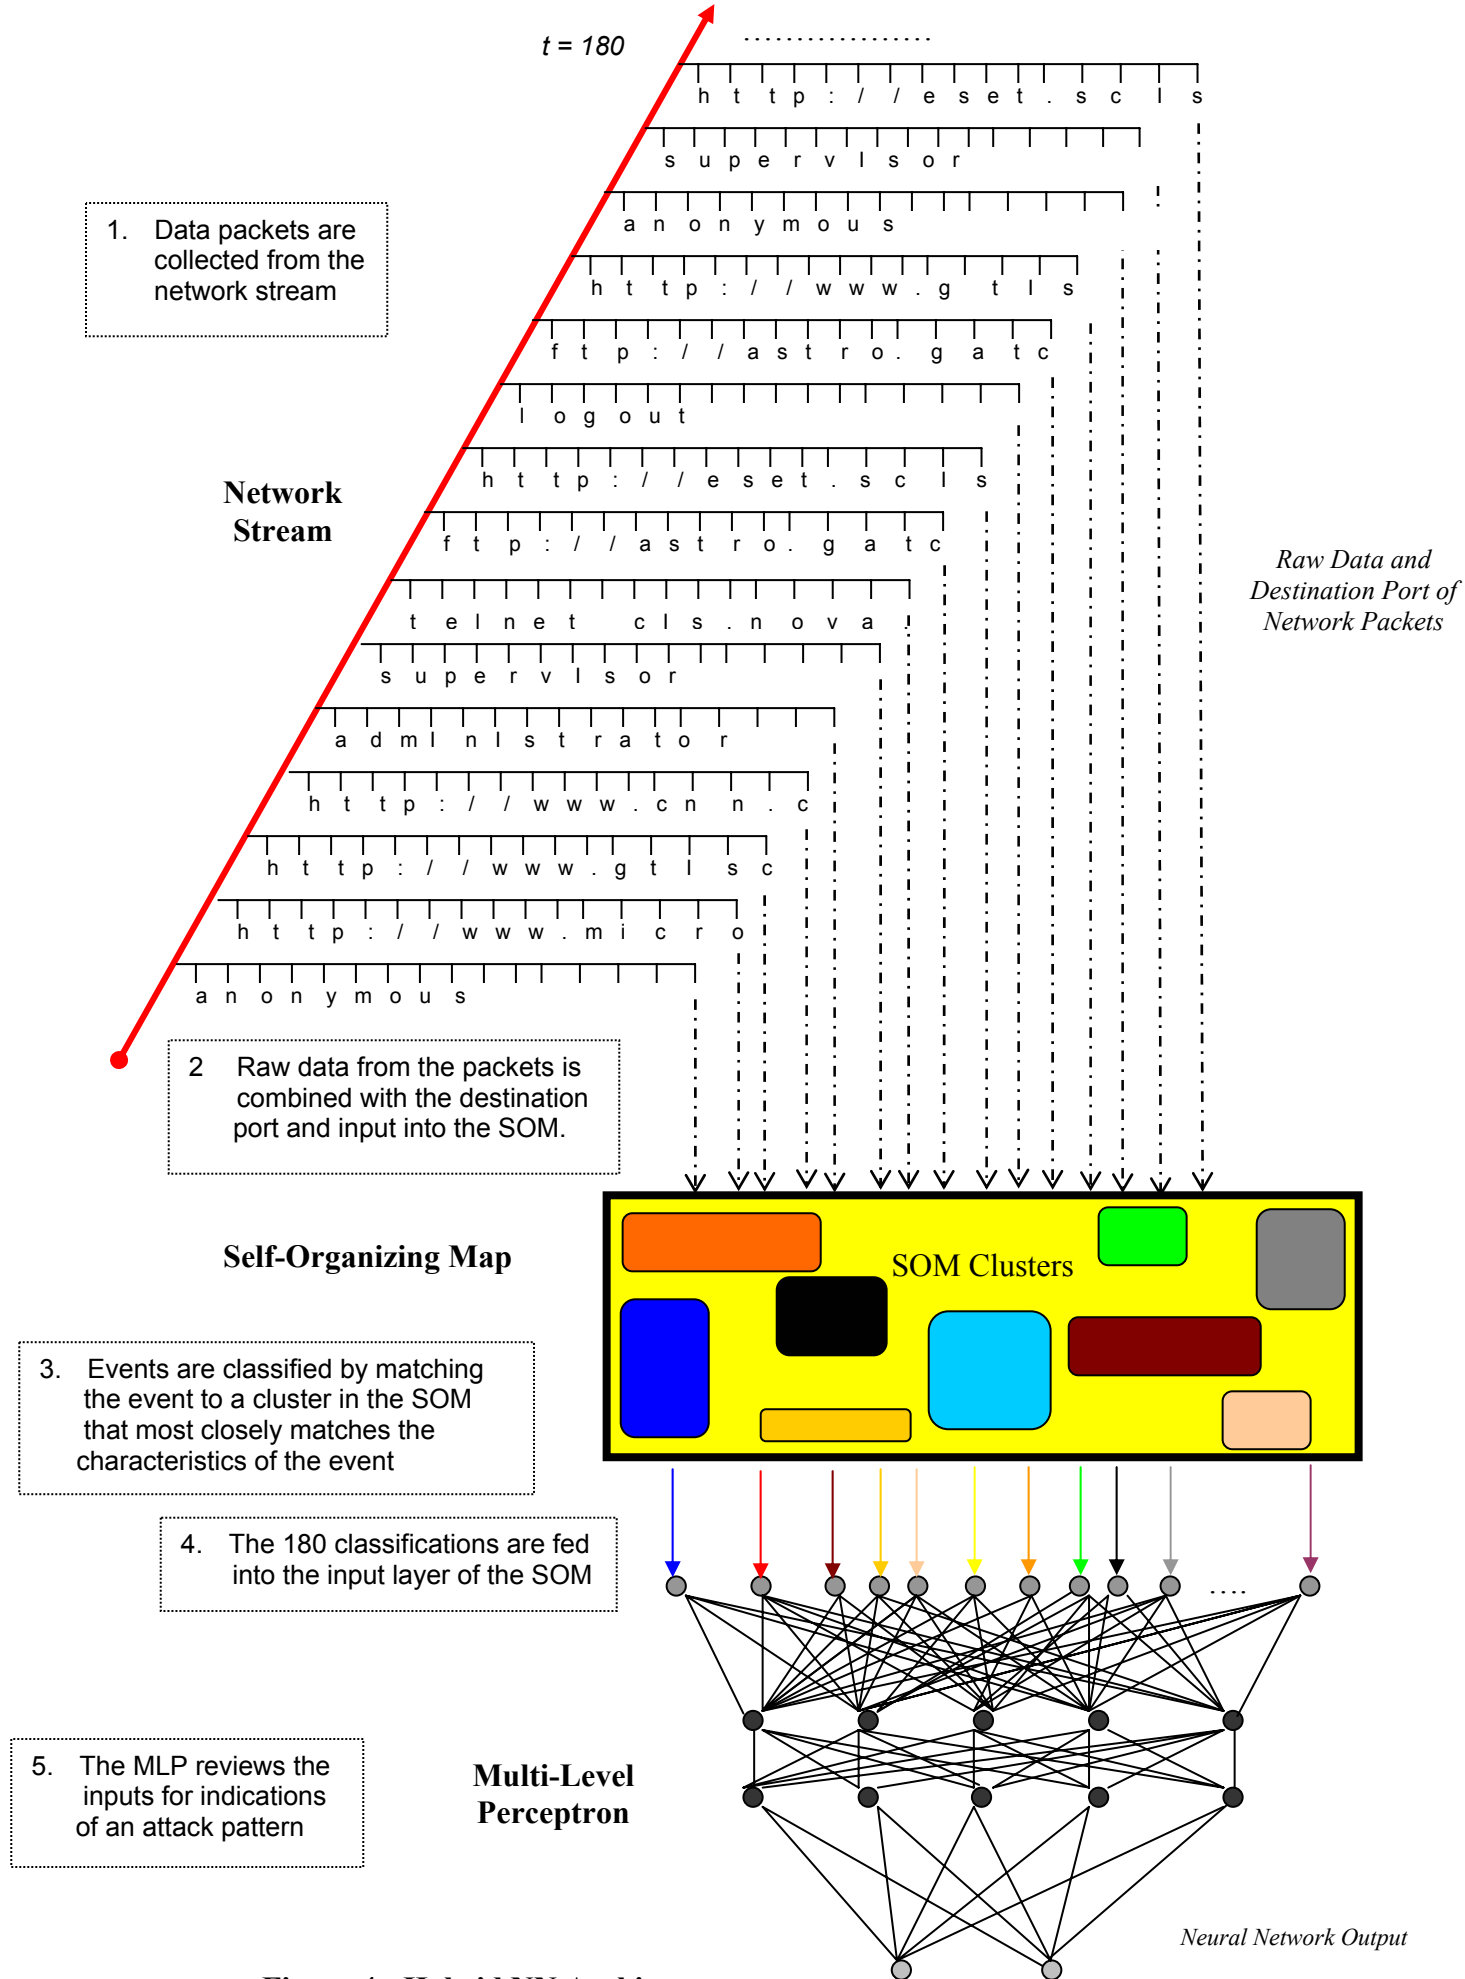 t = 180
..................
h t t p : / / e s e t . s c l s
s u p e r v I s o r
a n o n y m o u s
1. Data packets are
collected from the
network stream
h t t p : / / w w w . g t l s
f t p : / / a s t r o . g a t c
l o g o u t
h t t p : / / e s e t . s c l s
Network
Stream
f t p : / / a s t r o . g a t c
Raw Data and
Destination Port of
Network Packets
t e l n e t c l s . n o v a .
s u p e r v I s o r
a d m I n I s t r a t o r
h t t p : / / w w w . c n n . c
h t t p : / / w w w . g t l s c
h t t p : / / w w w . m i c r o
a n o n y m o u s
2 Raw data from the packets is
combined with the destination
port and input into the SOM.
Self-Organizing Map
SOM Clusters
3. Events are classified by matching
the event to a cluster in the SOM
that most closely matches the
characteristics of the event
4. The 180 classifications are fed
into the input layer of the SOM
....
5. The MLP reviews the
inputs for indications
of an attack pattern
Multi-Level
Perceptron
Neural Network Output